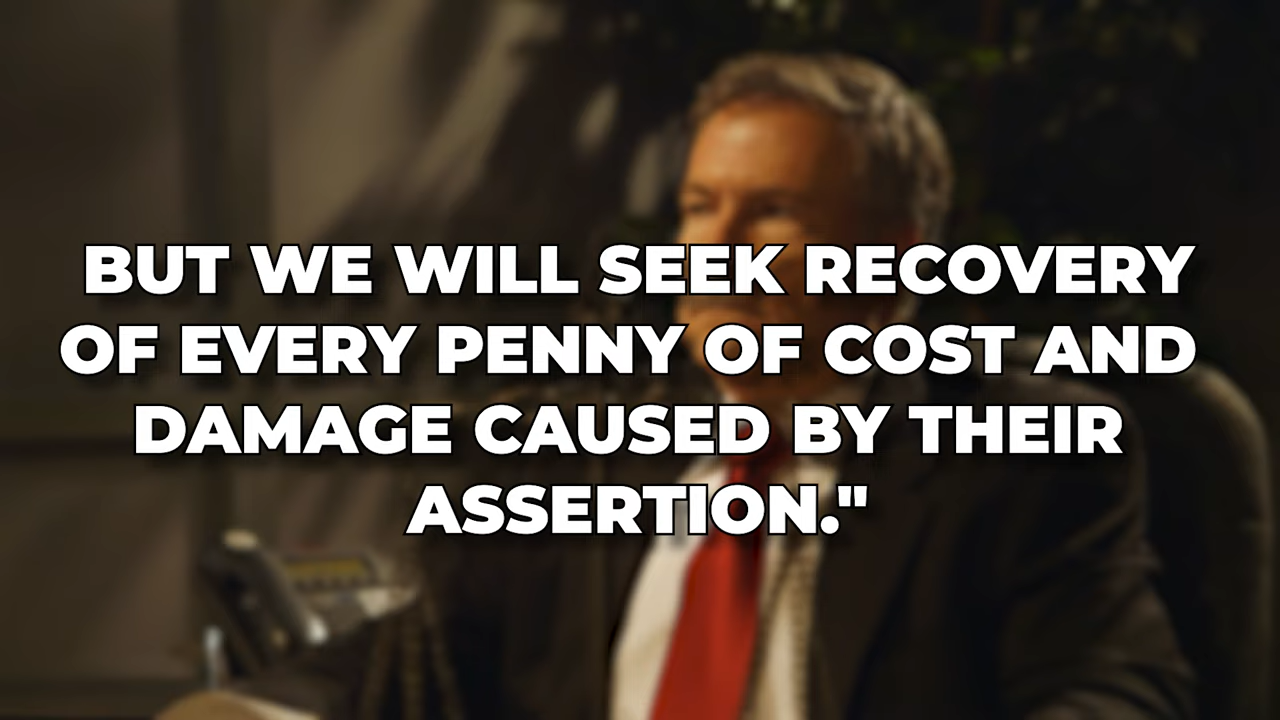 BUT WE WILL SEEK RECOVERY
OF EVERY PENNY OF COST AND
DAMAGE CAUSED BY THEIR
ASSERTION."